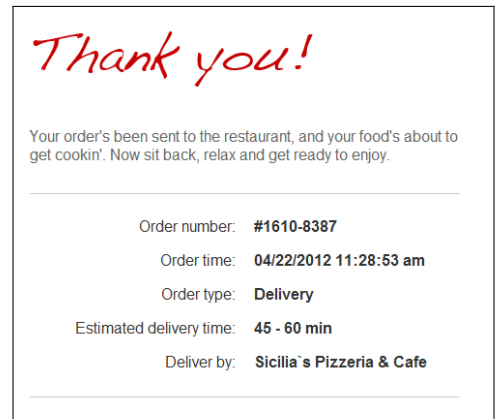 Thank you!
Your order's been sent to the restaurant, and your food's about to
get cookin'. Now sit back, relax and get ready to enjoy.
Order number: #1610-8387
Order time: 04/22/2012 11:28:53 am
Order type: Delivery
Estimated delivery time: 45 - 60 min
Deliver by: Sicilia`s Pizzeria & Cafe